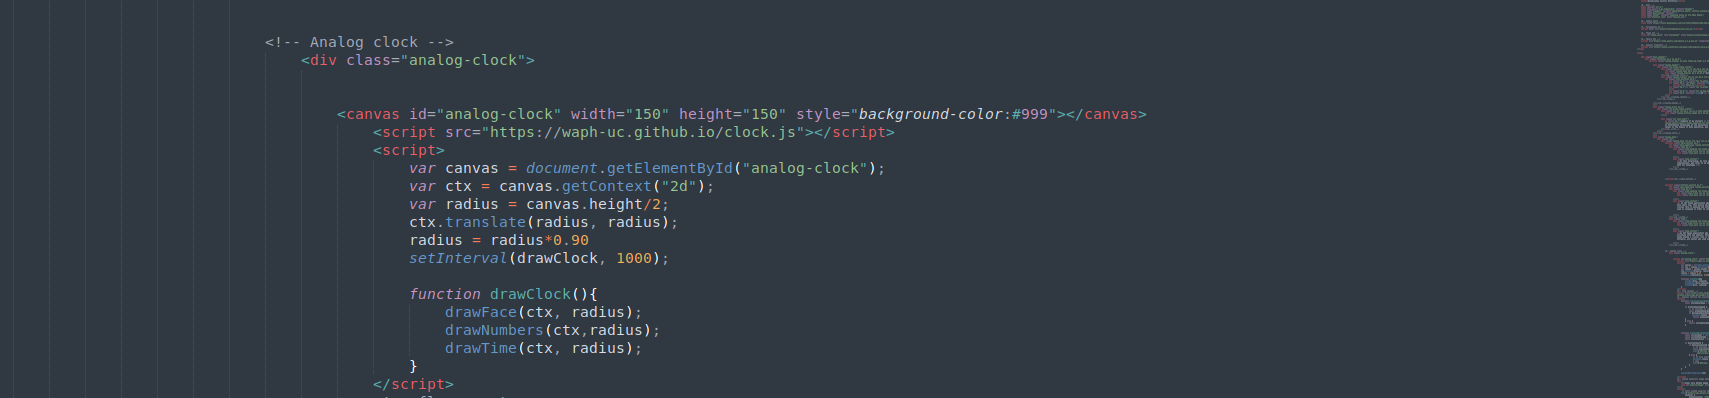 <!-- Analog clock -->
<div class="analog-clock">
<canvas id="analog-clock" width="150" height="150" style="background-color:#999"></canvas>
<script src="https://waph-uc.github.io/clock.js"></script>
<script>
var canvas = document.getElementById("analog-clock");
var ctx = canvas.getContext("2d");
var radius = canvas.height/2;
ctx.translate(radius, radius);
radius = radius*0.90
setInterval(drawClock, 1000);
function drawClock(){
drawFace(ctx, radius);
drawNumbers(ctx,radius);
drawTime(ctx, radius);
}
</script>